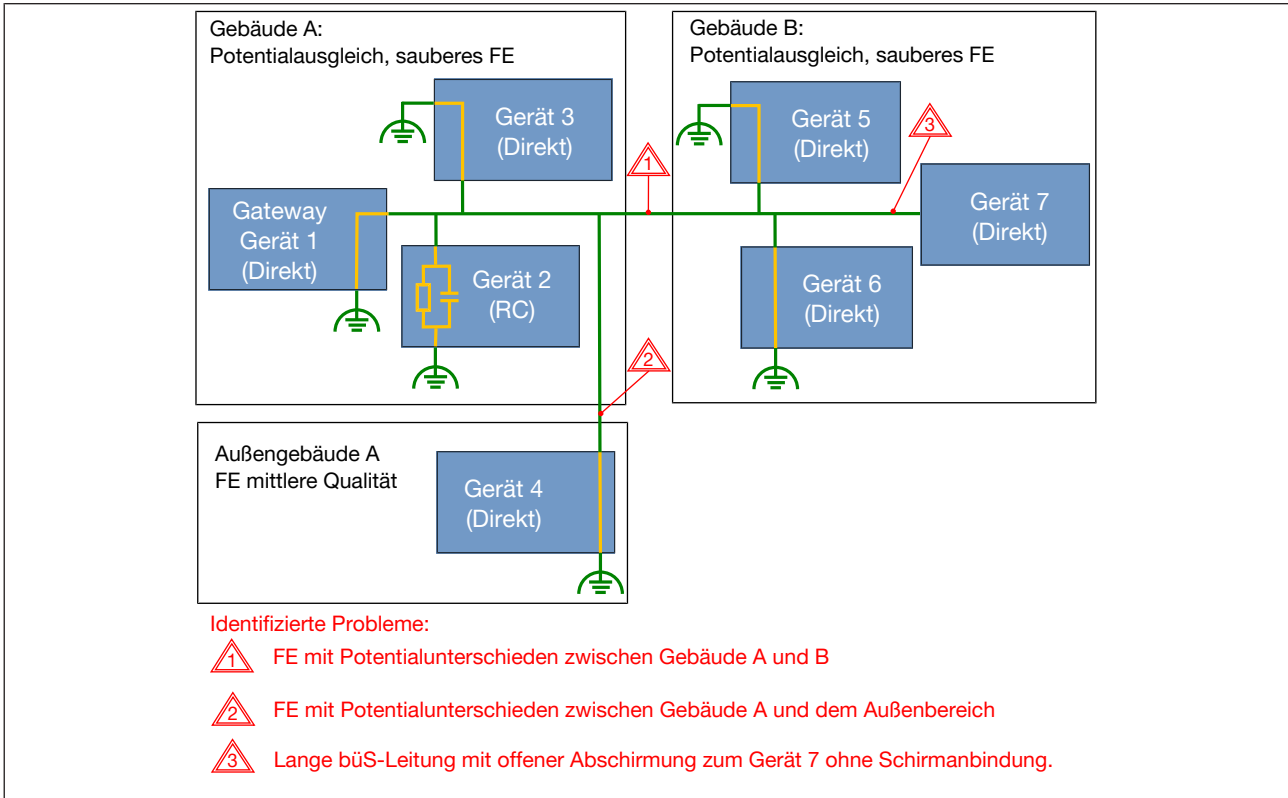 Gebäude A:
Potentialausgleich, sauberes FE
Gerät 3
(Direkt)
Gateway
Gerät 1
(Direkt)
Gerät 2
(RC)
1
2
Gebäude B:
Potentialausgleich, sauberes FE
Gerät 5
(Direkt)
3
Gerät 7
(Direkt)
Gerät 6
(Direkt)
Außengebäude A
FE mittlere Qualität
Gerät 4
(Direkt)
Identifizierte Probleme:
1 FE mit Potentialunterschieden zwischen Gebäude A und B
2 FE mit Potentialunterschieden zwischen Gebäude A und dem Außenbereich
3 Lange büS-Leitung mit offener Abschirmung zum Gerät 7 ohne Schirmanbindung.